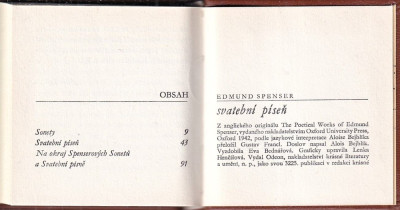 OBSAH
Sonety 9
Svatební píseň 43
Na okraj Spenserových Sonetů
a Svatební písně 91
EDMUND SPENSER
svatební píseň
Z anglického originálu The Poetical Works of Edmund
Spenser, vydaného nakladatelstvím Oxford University Press,
Oxford 1942, podle jazykové interpretace Aloise Bejblíka
přeložil Gustav Francl. Doslov napsal Alois Bejblík.
Vyzdobila Eva Bednářová. Graficky upravila Lenka
Hendlová. Vydal Odeon, nakladatelství krásné literatury
a umění, n. p., jako svou 3225. publikaci v redakci krásné